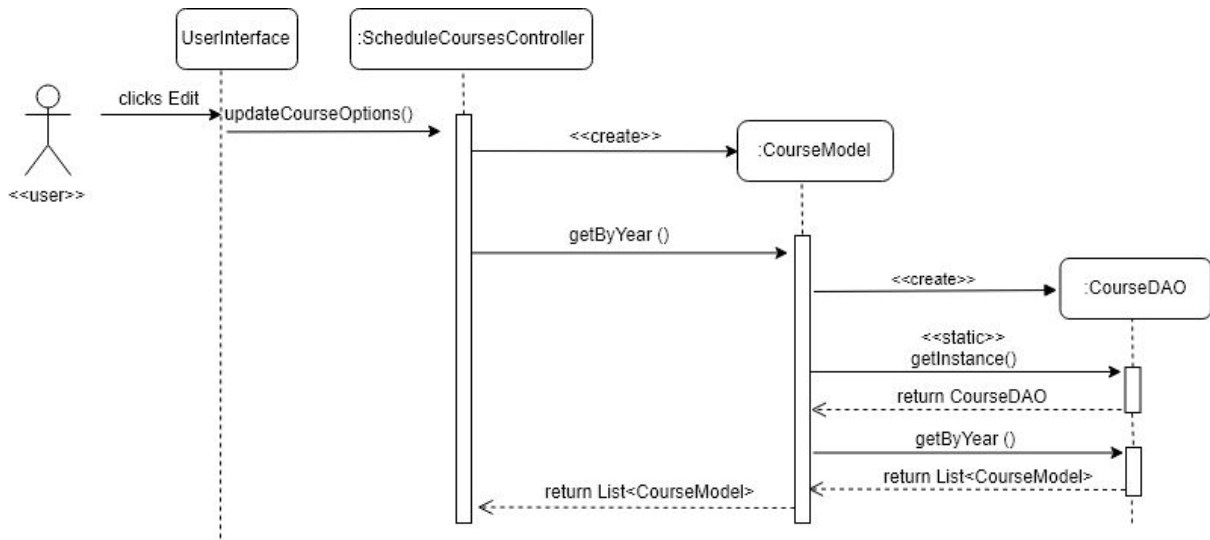 UserInterface
:ScheduleCoursesController
clicks Edit
updateCourseOptions()
<<create>>
:CourseModel
<<user>>
getByYear ()
<<create>>
:CourseDAO
<<static>>
getInstance()
return CourseDAO
getByYear ()
return List<CourseModel>
return List<CourseModel>